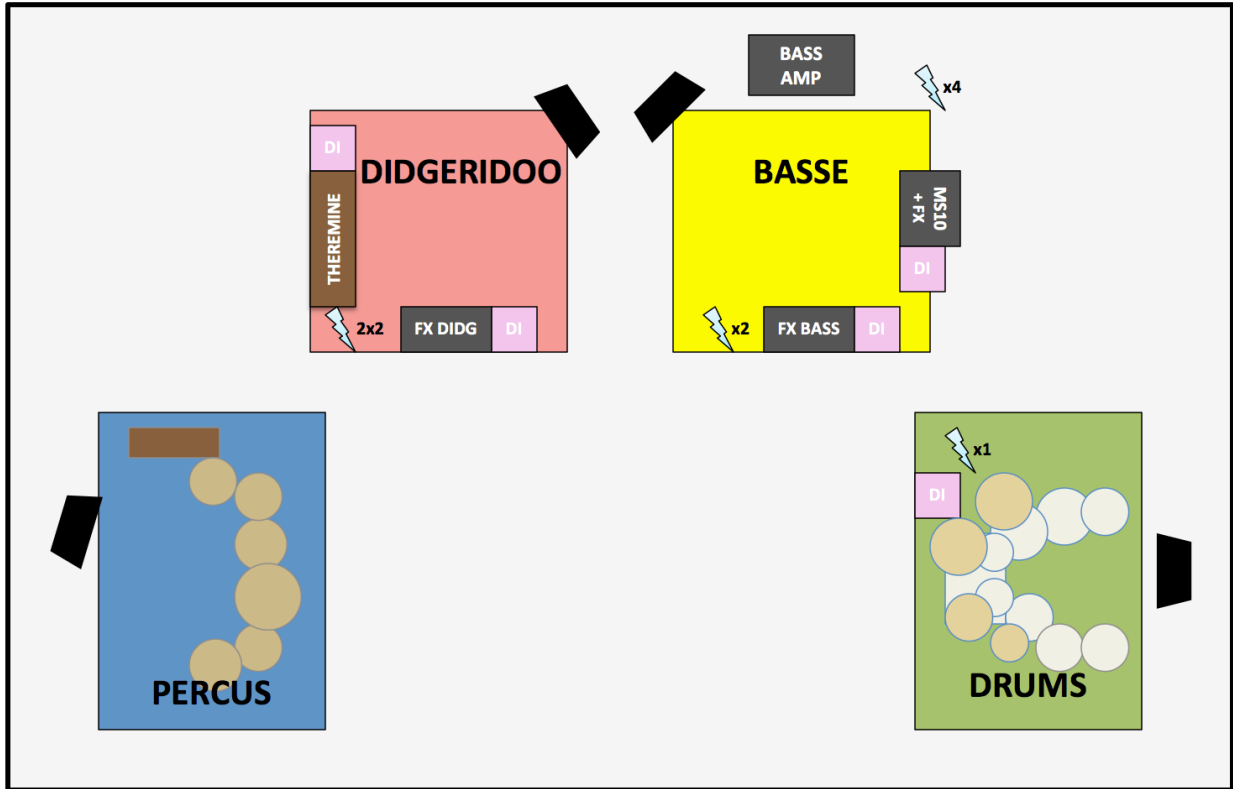 BASS
AMP
x4
DI
DIDGERIDOO
THEREMINE
2x2
FX DIDG
DI
BASSE
MS10
+ FX
DI
x2
FX BASS
DI
PERCUS
x1
DI
DRUMS